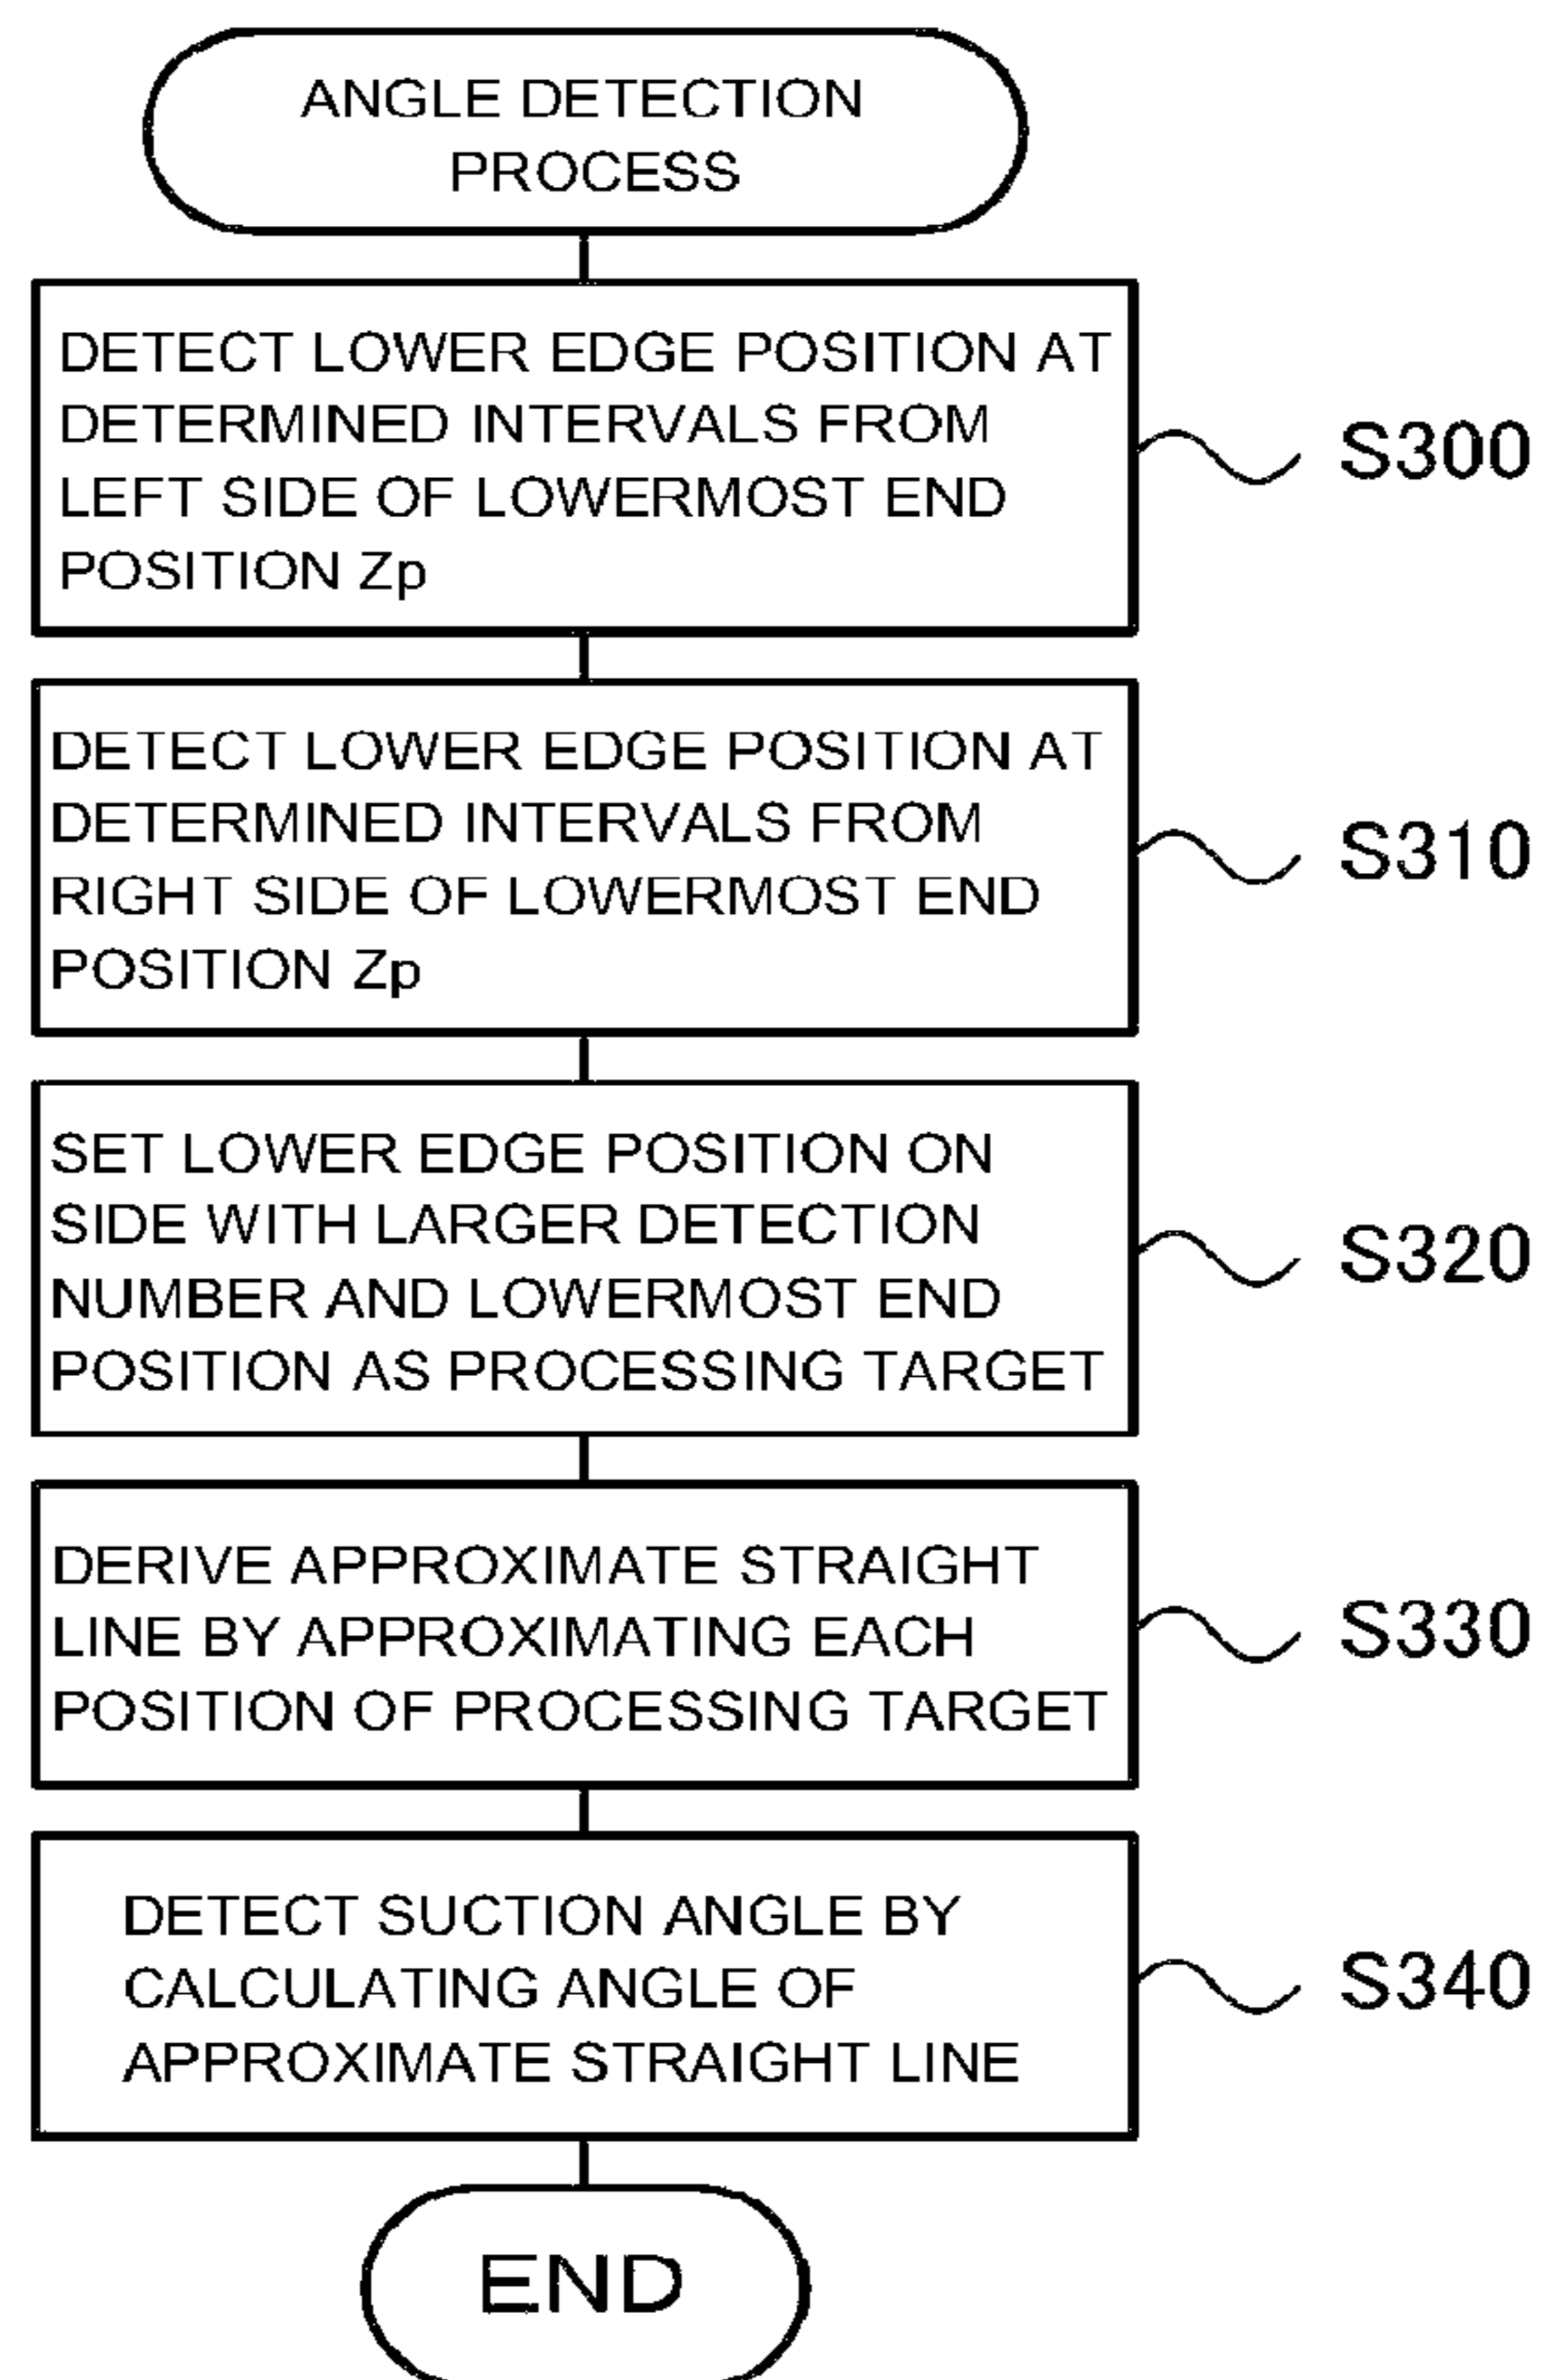 ANGLE DETECTION
PROCESS
DETECT LOWER EDGE POSITION AT
DETERMINED INTERVALS FROM
LEFT SIDE OF LOWERMOST END
POSITION Zp
S300
DETECT LOWER EDGE POSITION AT
DETERMINED INTERVALS FROM
RIGHT SIDE OF LOWERMOST END
POSITION Zp
S310
SET LOWER EDGE POSITION ON
SIDE WITH LARGER DETECTION
NUMBER AND LOWERMOST END
POSITION AS PROCESSING TARGET
S320
DERIVE APPROXIMATE STRAIGHT
LINE BY APPROXIMATING EACH
POSITION OF PROCESSING TARGET
S330
DETECT SUCTION ANGLE BY
CALCULATING ANGLE OF
APPROXIMATE STRAIGHT LINE
S340
END